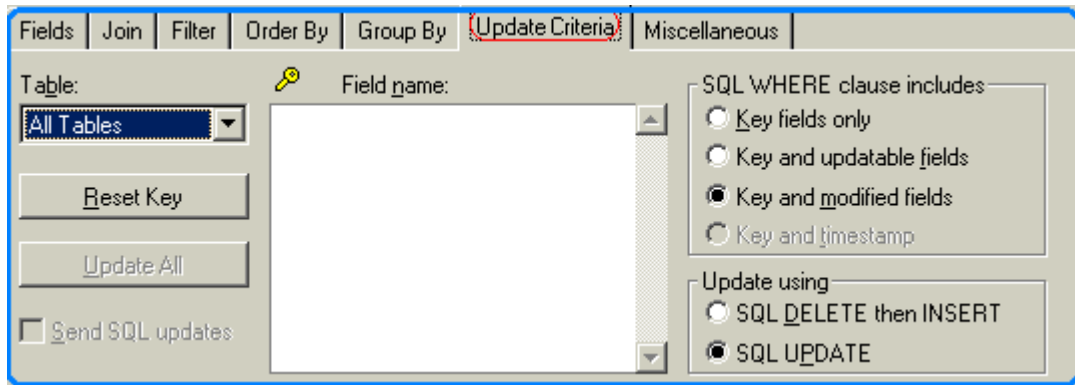 Fields Join Filter Order By Group By Update Criteria Miscellaneous
Table:
All Tables
Reset Key
Update All
Send SQL updates
Field name:
SQL WHERE clause includes
Key fields only
Key and updatable fields
Key and modified fields
Key and timestamp
Update using
SQL DELETE then INSERT
SQL UPDATE